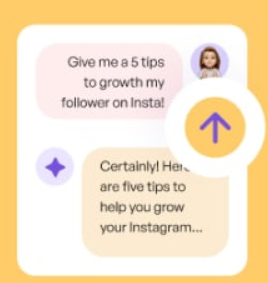 Give me a 5 tips
to growth my
follower on Insta!
Certainly!
are five tips to
help you grow
your Instagram...